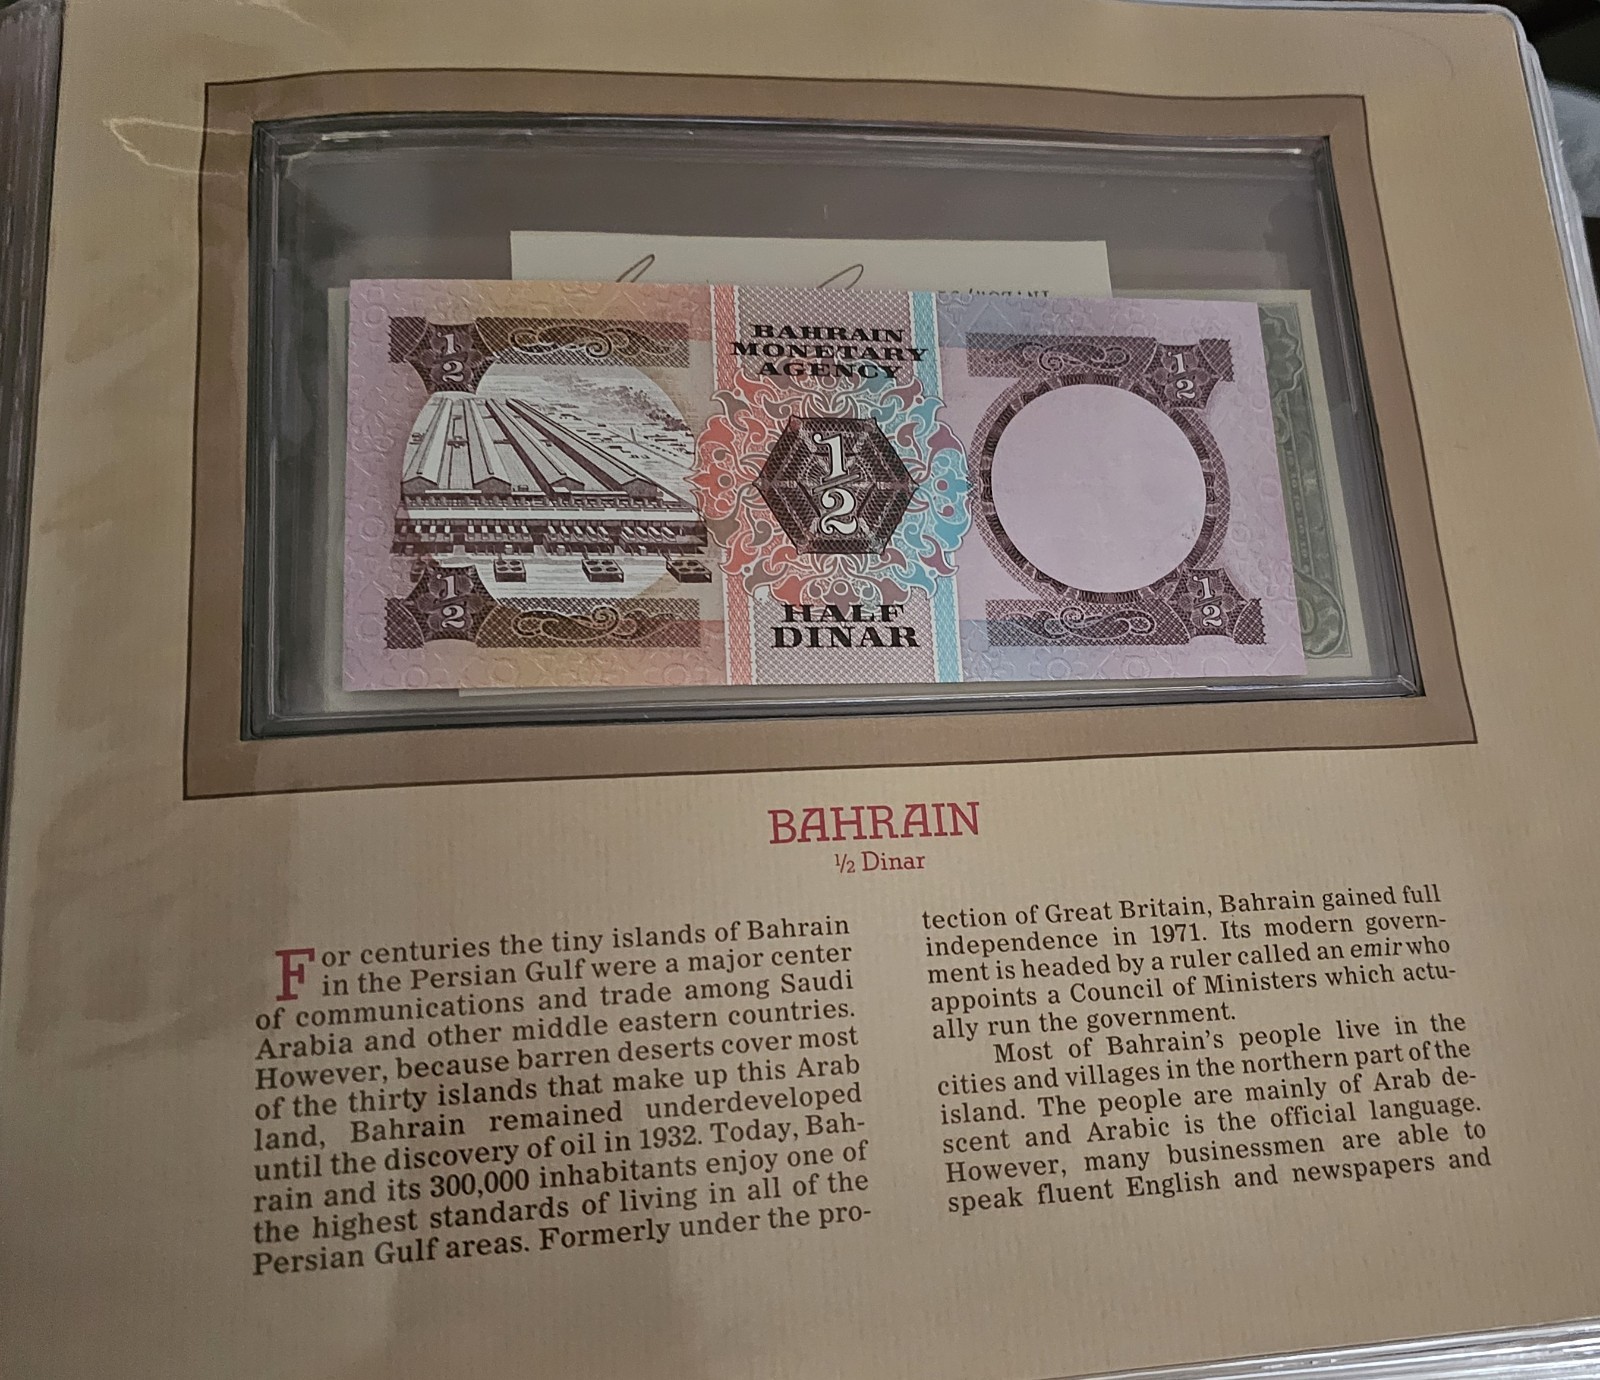 1/2
BAHRAIN
MONETARY
AGENCY
1/2
1/2
1/2
HALF
DINAR
1/2
BAHRAIN
1/2 Dinar
For centuries the tiny islands of Bahrain
in the Persian Gulf were a major center
of communications and trade among Saudi
Arabia and other middle eastern countries.
However, because barren deserts cover most
of the thirty islands that make up this Arab
land, Bahrain remained underdeveloped
until the discovery of oil in 1932. Today, Bah-
rain and its 300,000 inhabitants enjoy one of
the highest standards of living in all of the
Persian Gulf areas. Formerly under the pro-
tection of Great Britain, Bahrain gained full
independence in 1971. Its modern govern-
ment is headed by a ruler called an emir who
appoints a Council of Ministers which actu-
ally run the government.
Most of Bahrain's people live in the
cities and villages in the northern part of the
island. The people are mainly of Arab de-
scent and Arabic is the official language.
However, many businessmen are able to
speak fluent English and newspapers and